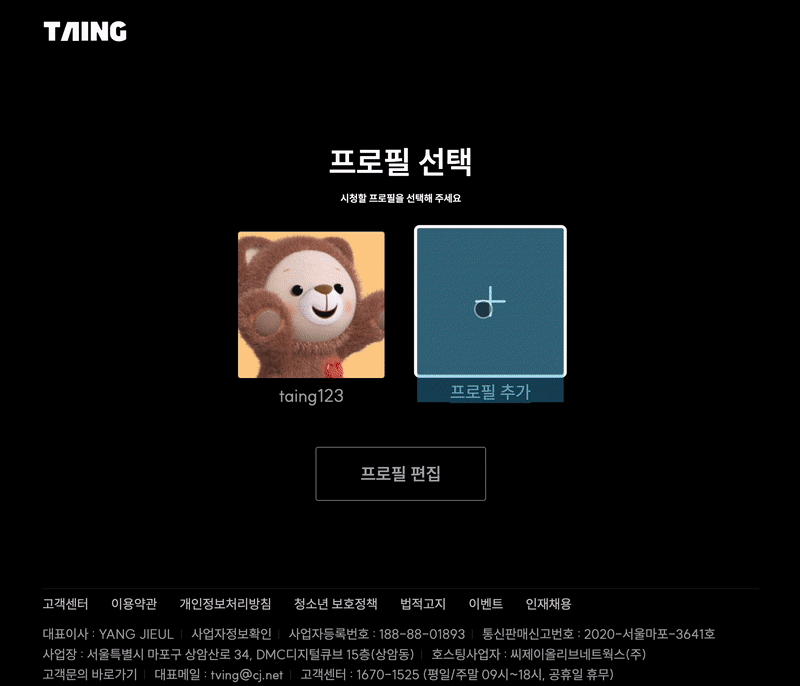 TAING
프로필 선택
시청할 프로필을 선택해 주세요
taing123
프로필 추가
프로필 편집
고객센터 이용약관 개인정보처리방침 청소년 보호정책 법적고지 이벤트 인재채용
대표이사 : YANG JIEUL | 사업자정보확인 | 사업자등록번호 : 188-88-01893 | 통신판매신고번호 : 2020-서울마포-3641호
사업장 : 서울특별시 마포구 상암산로 34, DMC디지털큐브 15층(상암동) | 호스팅사업자 : 씨제이올리브네트웍스(주)
고객문의 바로가기 | 대표메일 : tving@cj.net | 고객센터 : 1670-1525 (평일/주말 09시~18시, 공휴일 휴무)